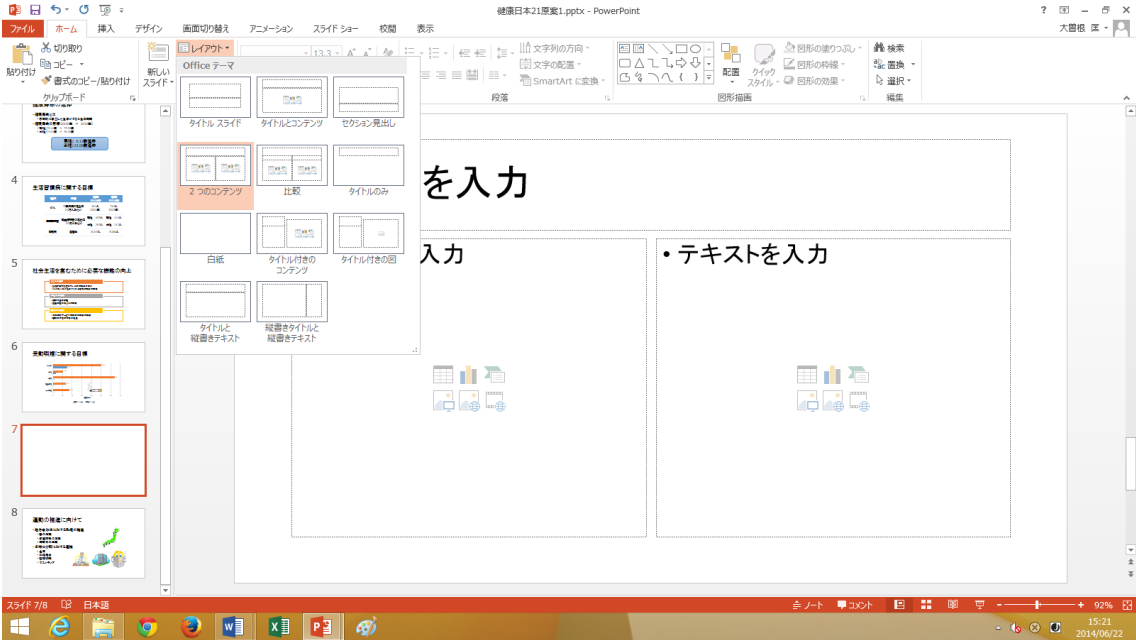 健康日本21原案1.pptx - PowerPoint
ファイル ホーム 挿入 デザイン 画面切り替え アニメーション スライド ショー 校閲 表示
大曽根 匡
貼り付け
切り取り
コピー
書式のコピー/貼り付け
クリップボード
新しい
スライド
レイアウト
13.3
文字列の方向
文字の配置
SmartArt に変換
段落
配置
クイック
スタイル
図形の塗りつぶし
図形の枠線
図形の効果
図形描画
検索
置換
選択
編集
Office テーマ
タイトル スライド
タイトルとコンテンツ
セクション見出し
2 つのコンテンツ
比較
タイトルのみ
白紙
タイトル付きの
コンテンツ
タイトル付きの図
タイトルと
縦書きテキスト
縦書きタイトルと
縦書きテキスト
4
生活習慣病に関する目標
5
社会生活を営むために必要な機能の向上
6
受動喫煙に関する目標
7
8
運動の推進に向けて
を入力
入力
• テキストを入力
スライド 7/8 日本語
ノート コメント 92%
15:21
2014/06/22